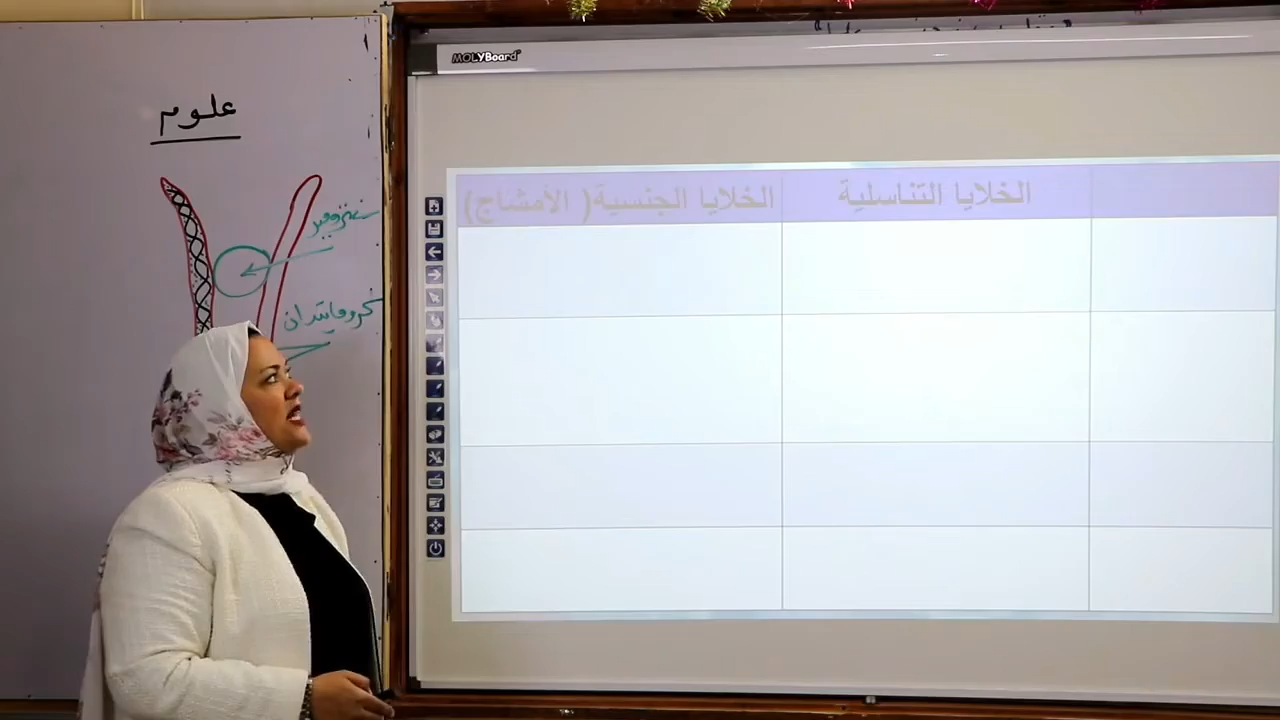 علوم
سنترومير
كروماتيدان
MOLYBoard
الخلايا التناسلية
الخلايا الجنسية( الأمشاج)